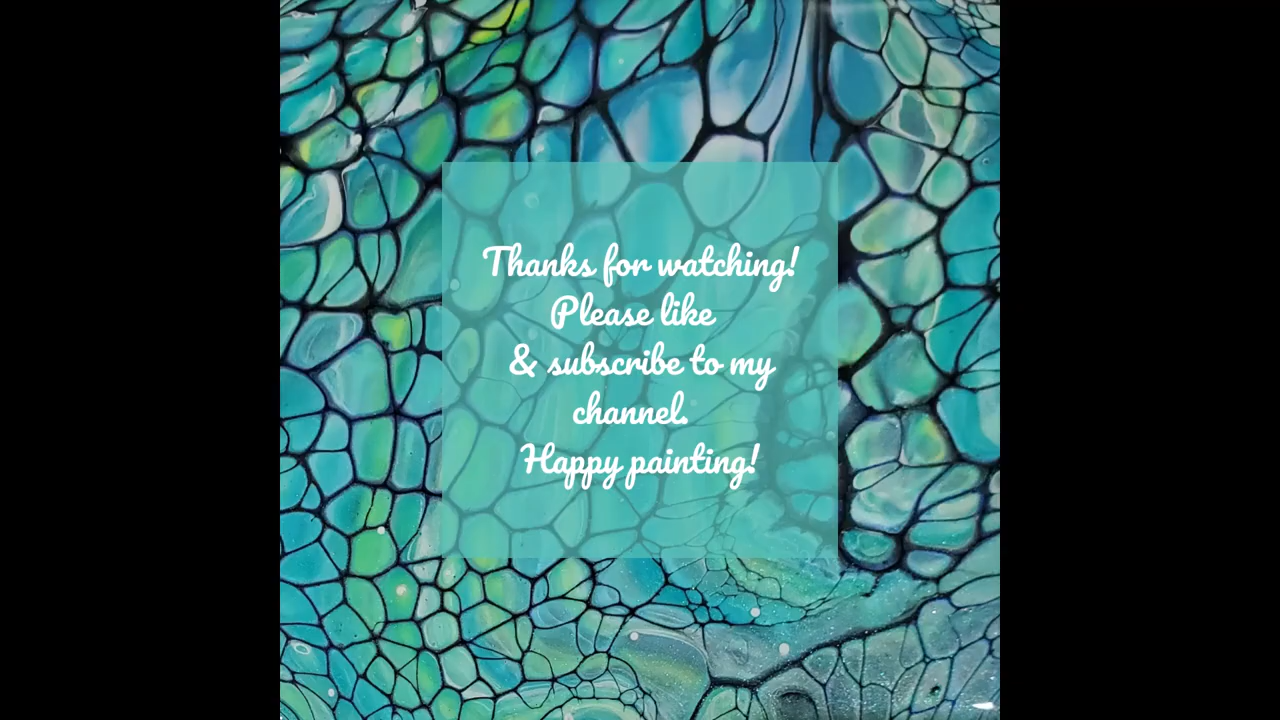 Thanks for watching!
Please like
& subscribe to my
channel.
Happy painting!